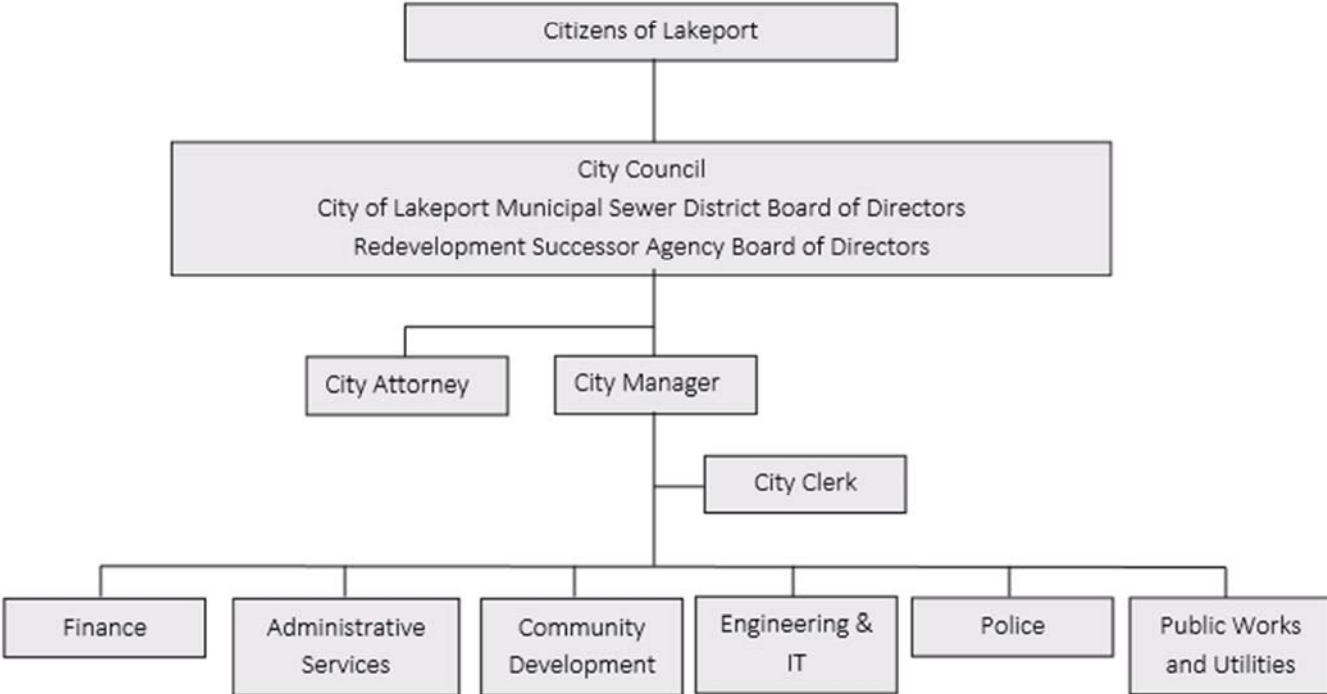 Citizens of Lakeport
City Council
City of Lakeport Municipal Sewer District Board of Directors
Redevelopment Successor Agency Board of Directors
City Attorney
City Manager
City Clerk
Finance
Administrative
Services
Community
Development
Engineering &
IT
Police
Public Works
and Utilities